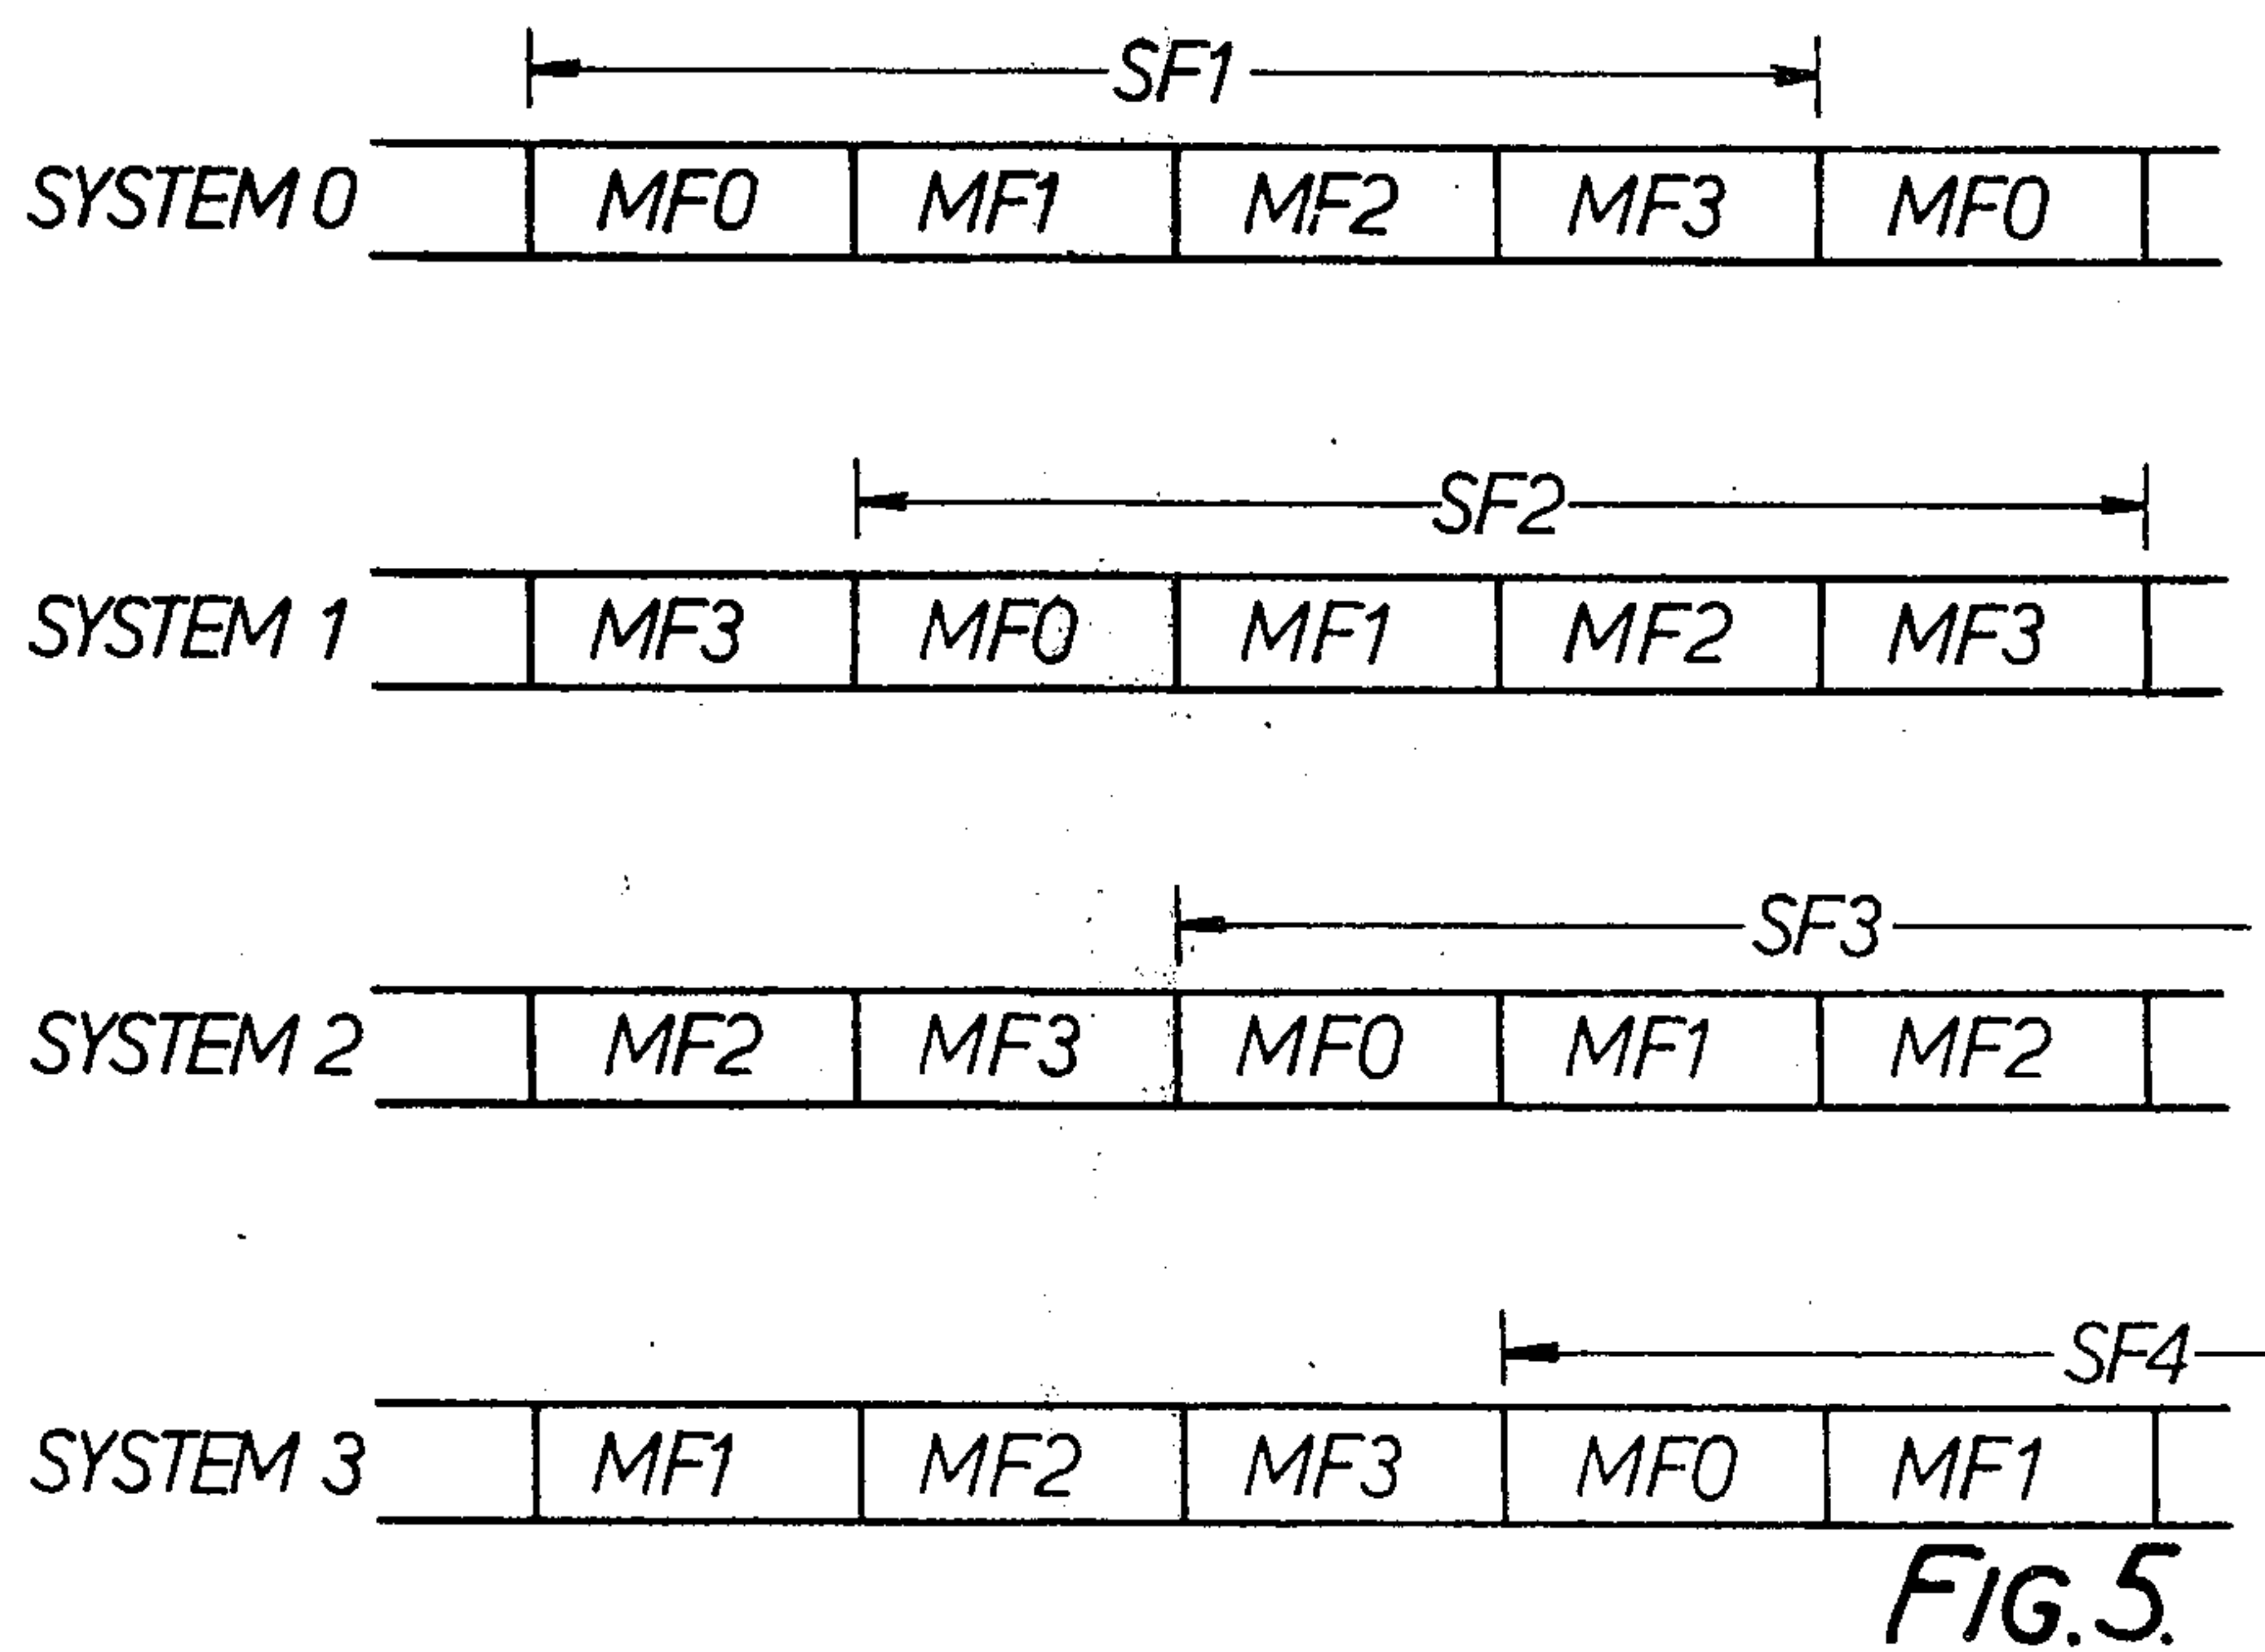 SF1
SYSTEM 0 MF0 MF1 MF2 MF3 MF0
SF2
SYSTEM 1 MF3 MF0 MF1 MF2 MF3
SF3
SYSTEM 2 MF2 MF3 MF0 MF1 MF2
SF4
SYSTEM 3 MF1 MF2 MF3 MF0 MF1
FIG.5.